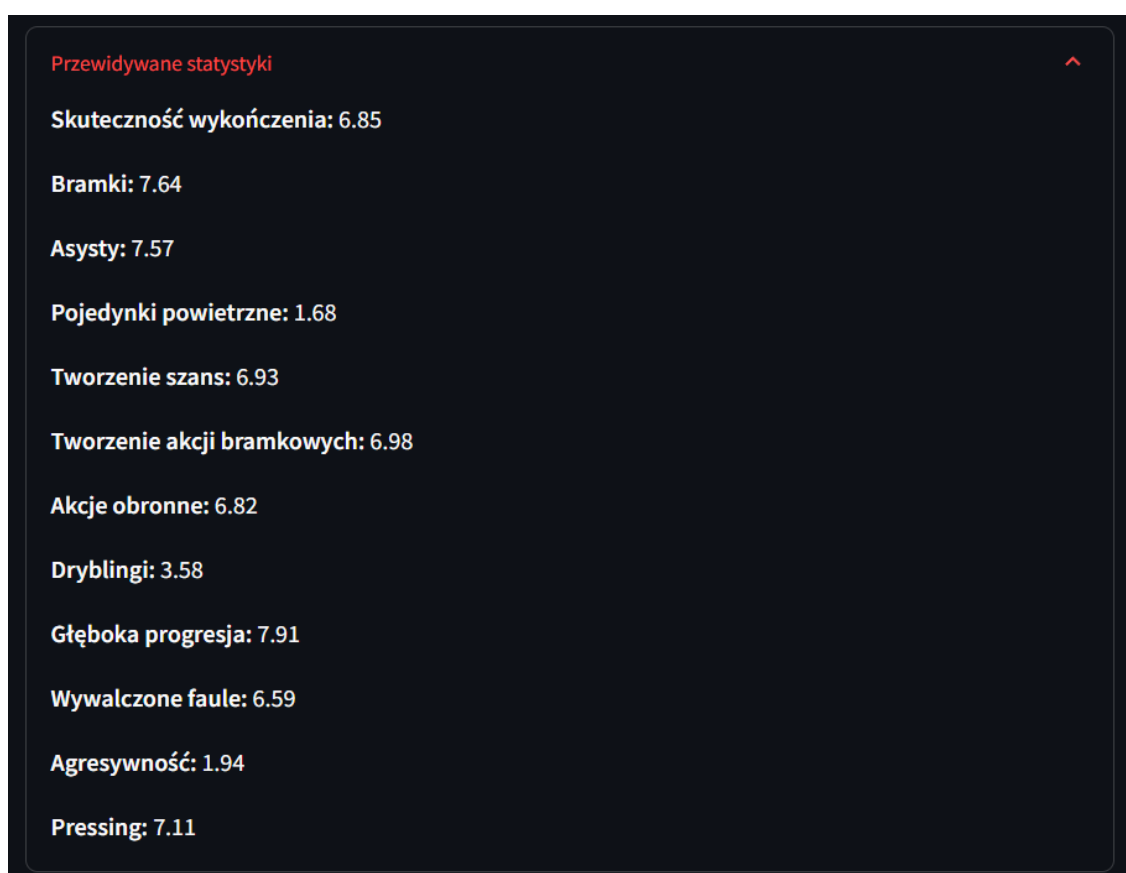 Przewidywane statystyki
Skuteczność wykończenia: 6.85
Bramki: 7.64
Asysty: 7.57
Pojedynki powietrzne: 1.68
Tworzenie szans: 6.93
Tworzenie akcji bramkowych: 6.98
Akcje obronne: 6.82
Dryblingi: 3.58
Głęboka progresja: 7.91
Wywalczone faule: 6.59
Agresywność: 1.94
Pressing: 7.11